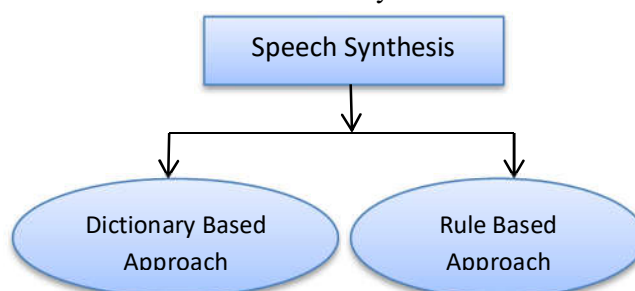 Speech Synthesis
Dictionary Based
Approach
Rule Based
Approach